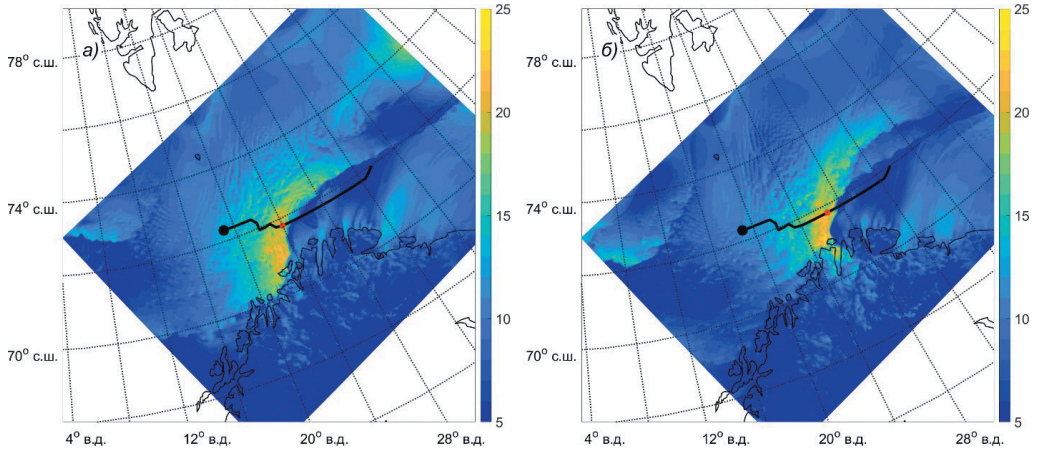 а)
78° с.ш.
74° с.ш.
70° с.ш.
4° в.д.
12° в.д.
20° в.д.
28° в.д.
25
20
15
10
5
б)
78° с.ш.
74° с.ш.
70° с.ш.
4° в.д.
12° в.д.
20° в.д.
28° в.д.
25
20
15
10
5